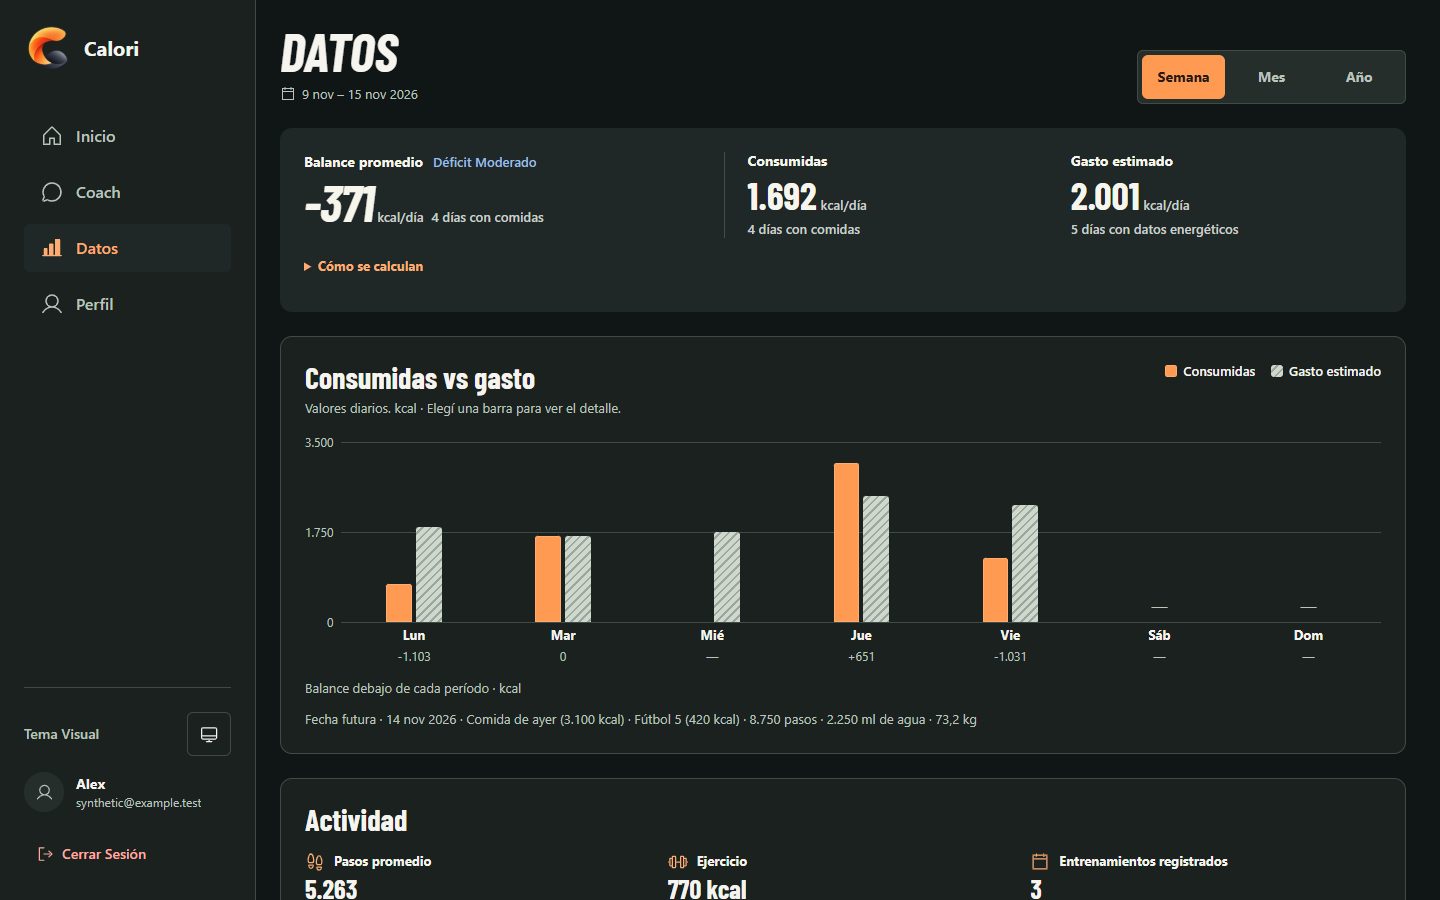 Calori
Inicio
Coach
Datos
Perfil
Tema Visual
Alex
synthetic@example.test
Cerrar Sesión
DATOS
9 nov – 15 nov 2026
Semana Mes Año
Balance promedio Déficit Moderado
-371 kcal/día 4 días con comidas
Cómo se calculan
Consumidas
1.692 kcal/día
4 días con comidas
Gasto estimado
2.001 kcal/día
5 días con datos energéticos
Consumidas vs gasto
Consumidas Gasto estimado
Valores diarios. kcal · Elegí una barra para ver el detalle.
3.500
1.750
0
Lun Mar Mié Jue Vie Sáb Dom
-1.103 0 — +651 -1.031 — —
Balance debajo de cada período · kcal
Fecha futura · 14 nov 2026 · Comida de ayer (3.100 kcal) · Fútbol 5 (420 kcal) · 8.750 pasos · 2.250 ml de agua · 73,2 kg
Actividad
Pasos promedio
5.263
Ejercicio
770 kcal
Entrenamientos registrados
3